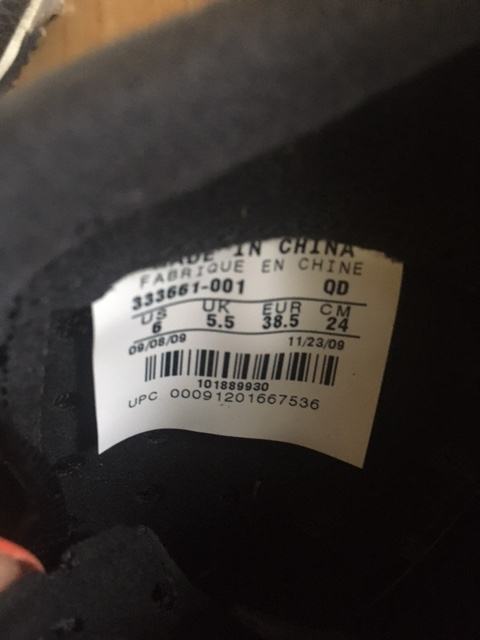 MADE IN CHINA
FABRIQUE EN CHINE
333661-001 QD
US UK EUR CM
6 5.5 38.5 24
09/08/09 11/23/09
101889930
UPC 00091201667536